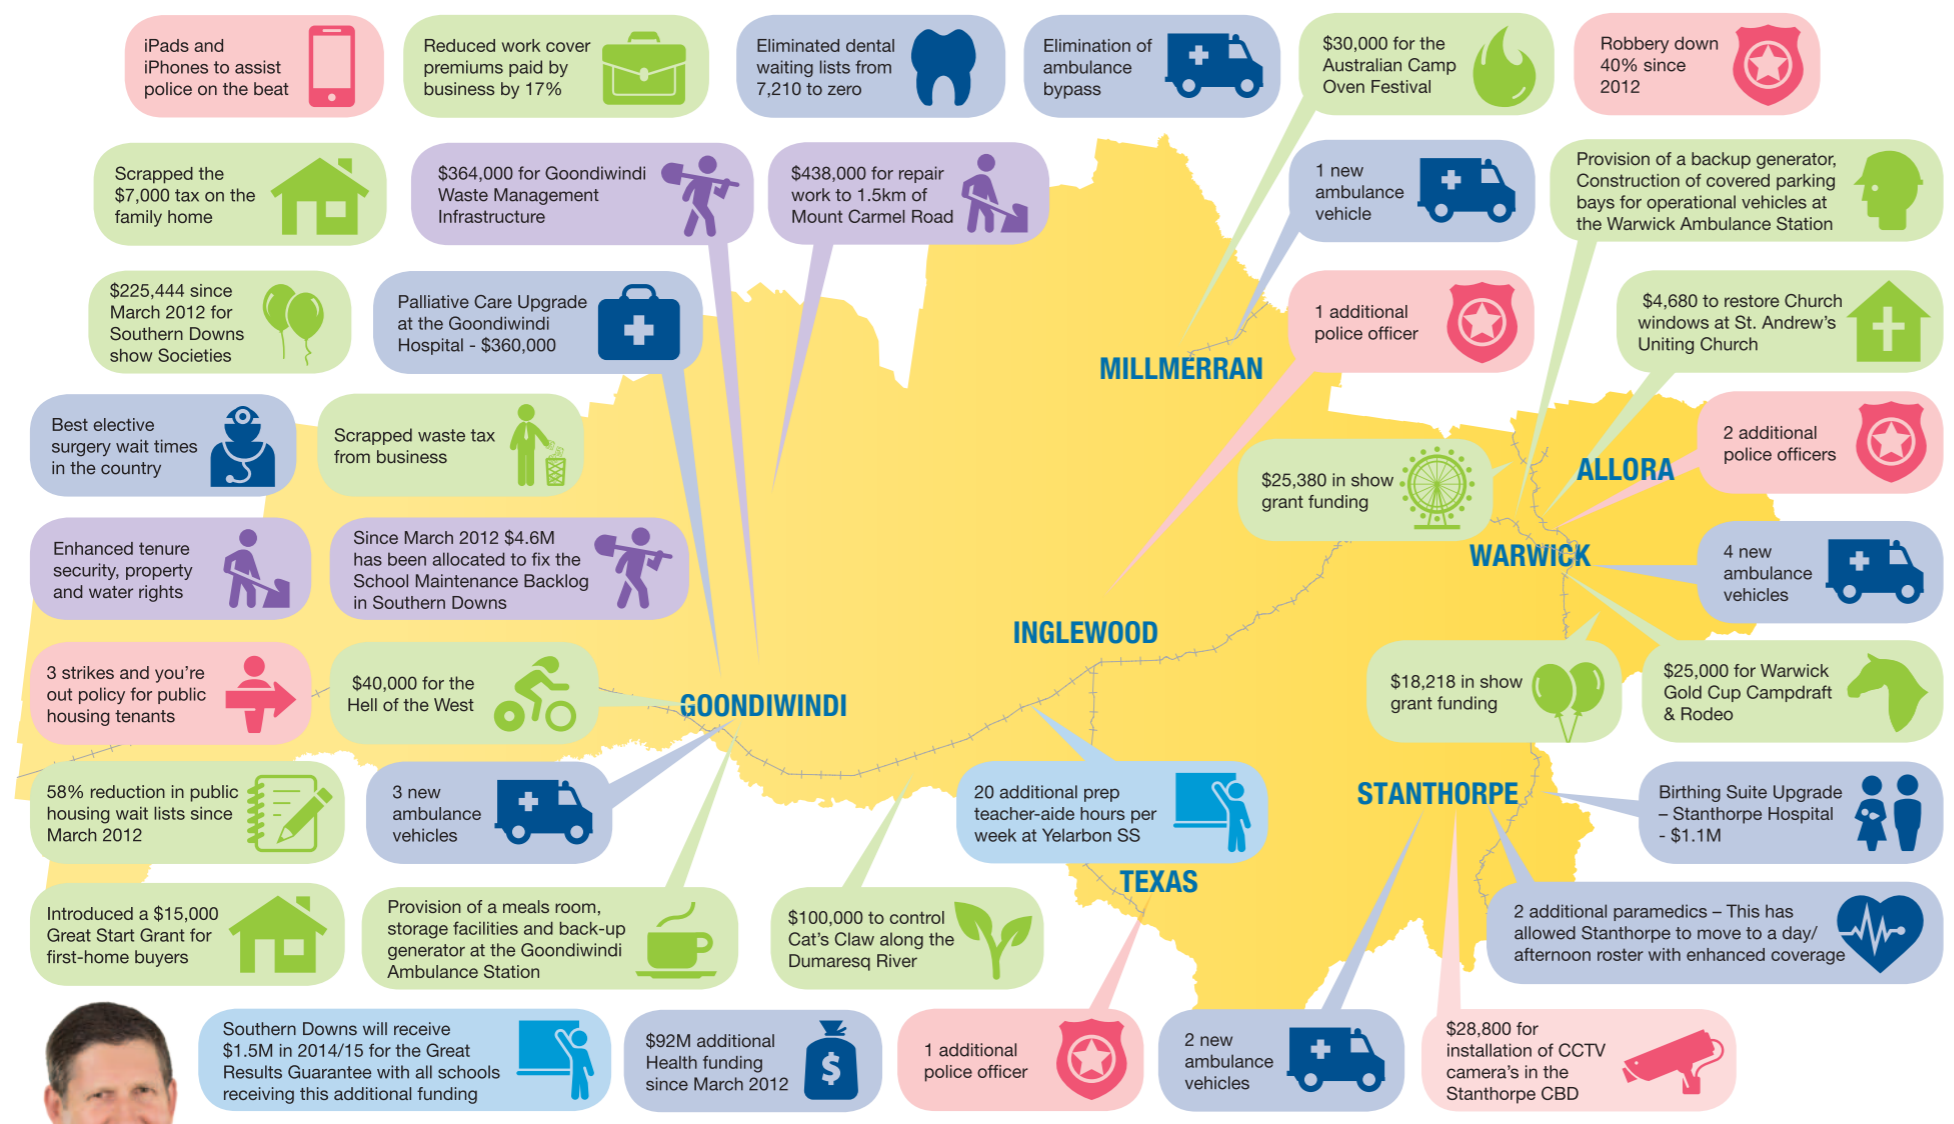 iPads and
iPhones to assist
police on the beat
Reduced work cover
premiums paid by
business by 17%
Eliminated dental
waiting lists from
7,210 to zero
Elimination of
ambulance
bypass
$30,000 for the
Australian Camp
Oven Festival
Robbery down
40% since
2012
Scrapped the
$7,000 tax on the
family home
$364,000 for Goondiwindi
Waste Management
Infrastructure
$438,000 for repair
work to 1.5km of
Mount Carmel Road
1 new
ambulance
vehicle
Provision of a backup generator,
Construction of covered parking
bays for operational vehicles at
the Warwick Ambulance Station
$225,444 since
March 2012 for
Southern Downs
show Societies
Palliative Care Upgrade
at the Goondiwindi
Hospital - $360,000
1 additional
police officer
$4,680 to restore Church
windows at St. Andrew's
Uniting Church
MILLMERRAN
Best elective
surgery wait times
in the country
Scrapped waste tax
from business
$25,380 in show
grant funding
ALLORA
2 additional
police officers
Enhanced tenure
security, property
and water rights
Since March 2012 $4.6M
has been allocated to fix the
School Maintenance Backlog
in Southern Downs
WARWICK
4 new
ambulance
vehicles
INGLEWOOD
3 strikes and you're
out policy for public
housing tenants
$40,000 for the
Hell of the West
GOONDIWINDI
$18,218 in show
grant funding
$25,000 for Warwick
Gold Cup Campdraft
& Rodeo
58% reduction in public
housing wait lists since
March 2012
3 new
ambulance
vehicles
20 additional prep
teacher-aide hours per
week at Yelarbon SS
STANTHORPE
Birthing Suite Upgrade
– Stanthorpe Hospital
- $1.1M
TEXAS
Introduced a $15,000
Great Start Grant for
first-home buyers
Provision of a meals room,
storage facilities and back-up
generator at the Goondiwindi
Ambulance Station
$100,000 to control
Cat's Claw along the
Dumaresq River
2 additional paramedics – This has
allowed Stanthorpe to move to a day/
afternoon roster with enhanced coverage
Southern Downs will receive
$1.5M in 2014/15 for the Great
Results Guarantee with all schools
receiving this additional funding
$92M additional
Health funding
since March 2012
$
1 additional
police officer
2 new
ambulance
vehicles
$28,800 for
installation of CCTV
camera's in the
Stanthorpe CBD